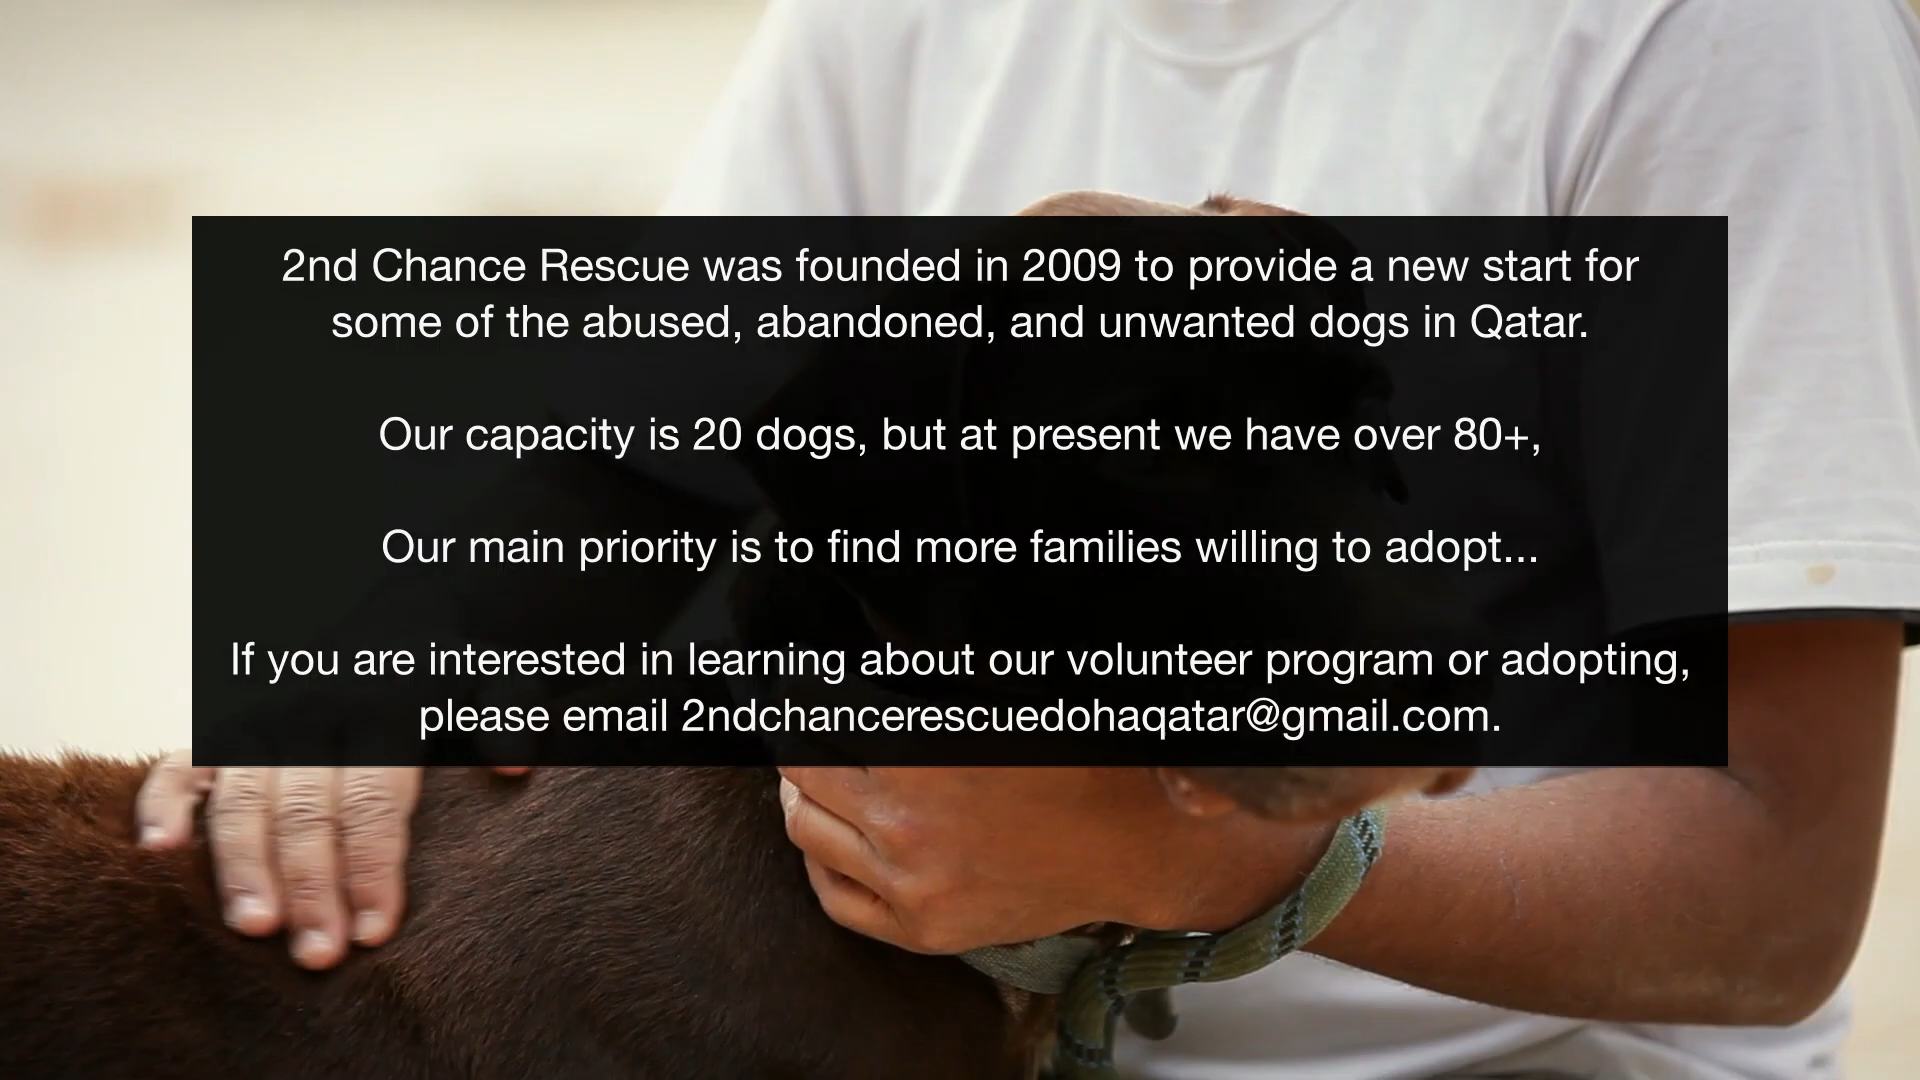 2nd Chance Rescue was founded in 2009 to provide a new start for
some of the abused, abandoned, and unwanted dogs in Qatar.
Our capacity is 20 dogs, but at present we have over 80+,
Our main priority is to find more families willing to adopt...
If you are interested in learning about our volunteer program or adopting,
please email 2ndchancerescuedohaqatar@gmail.com.